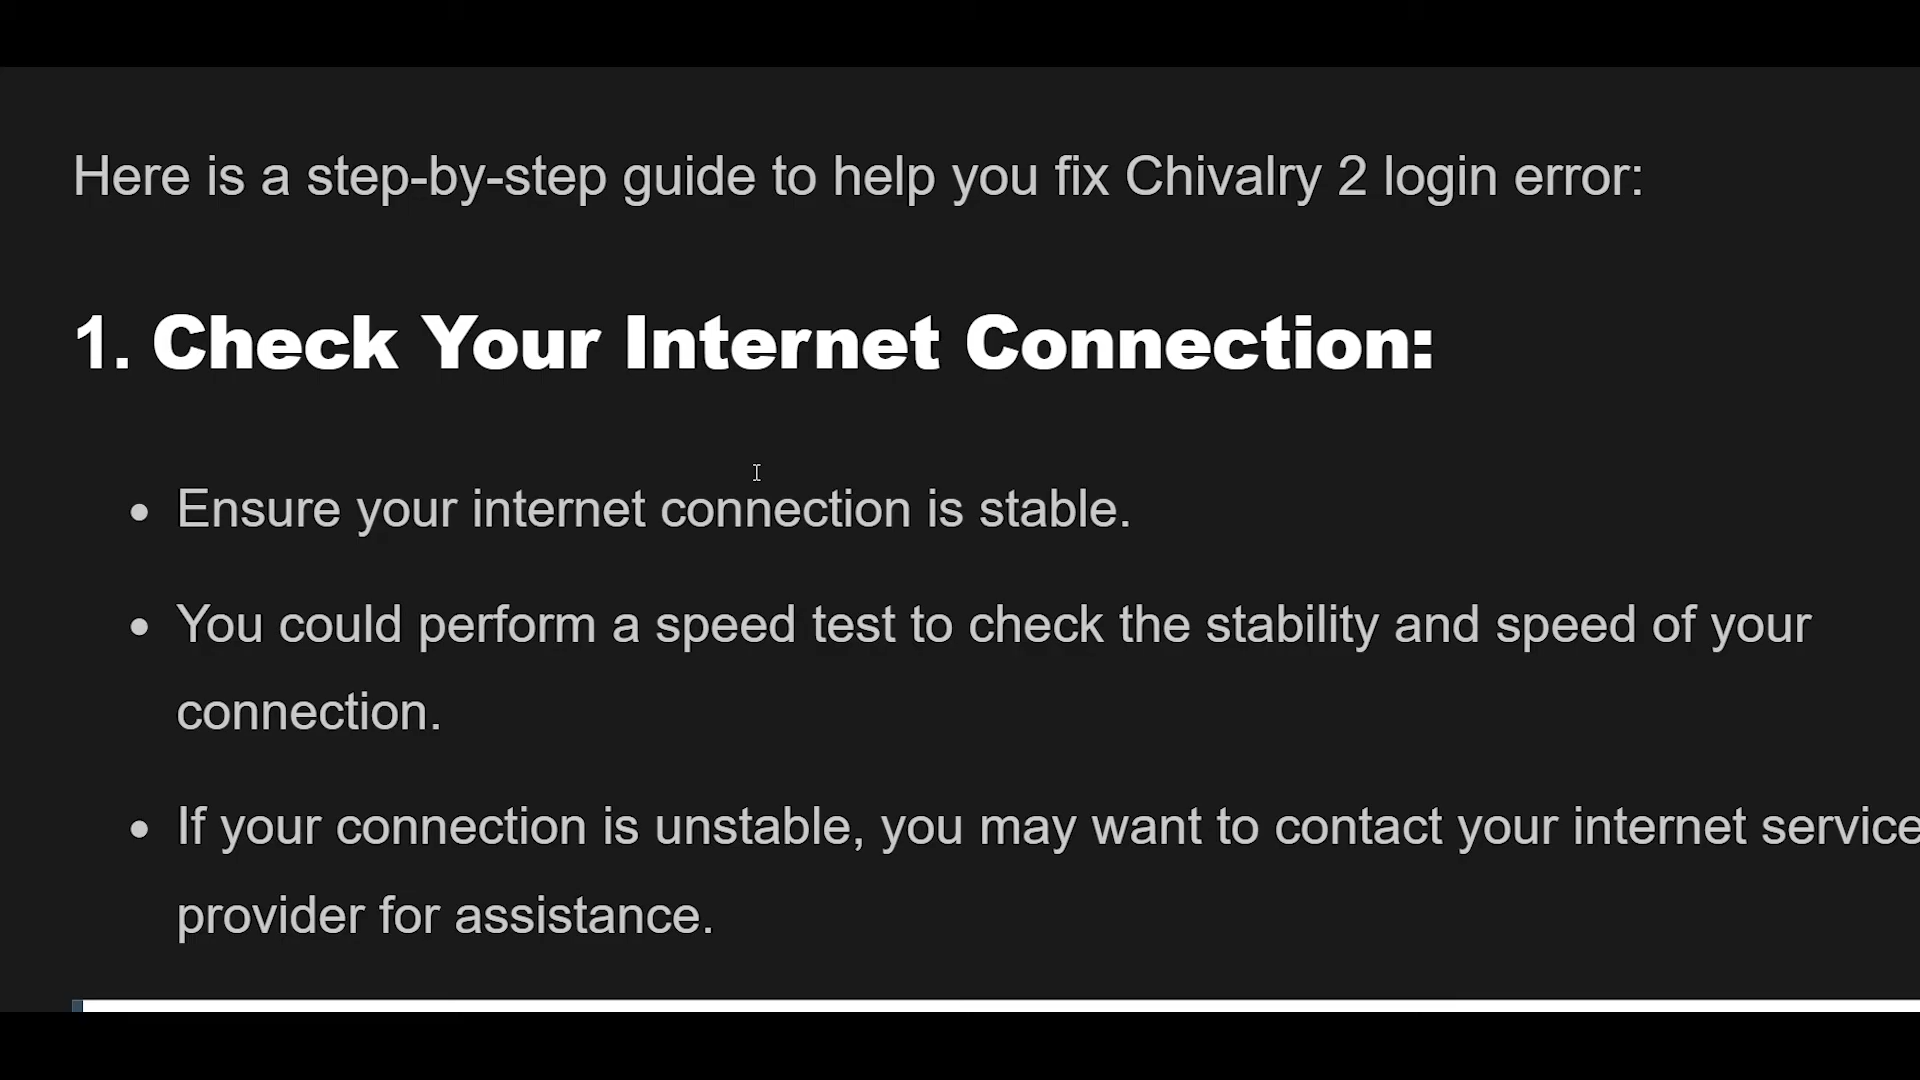 Here is a step-by-step guide to help you fix Chivalry 2 login error:
1. Check Your Internet Connection:
• Ensure your internet connection is stable.
• You could perform a speed test to check the stability and speed of your
connection.
• If your connection is unstable, you may want to contact your internet service
provider for assistance.